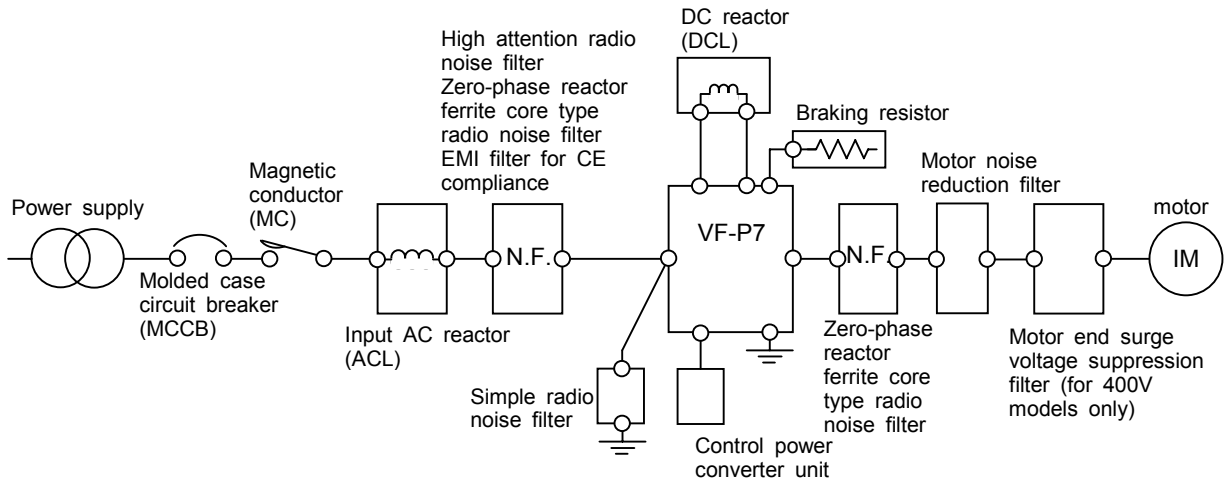 DC reactor
(DCL)
High attention radio
noise filter
Zero-phase reactor
ferrite core type
radio noise filter
EMI filter for CE
compliance
Braking resistor
Magnetic
conductor
(MC)
Motor noise
reduction filter
Power supply
motor
VF-P7
N.F.
N.F.
IM
Molded case
circuit breaker
(MCCB)
Input AC reactor
(ACL)
Zero-phase
reactor
ferrite core
type radio
noise filter
Motor end surge
voltage suppression
filter (for 400V
models only)
Simple radio
noise filter
Control power
converter unit